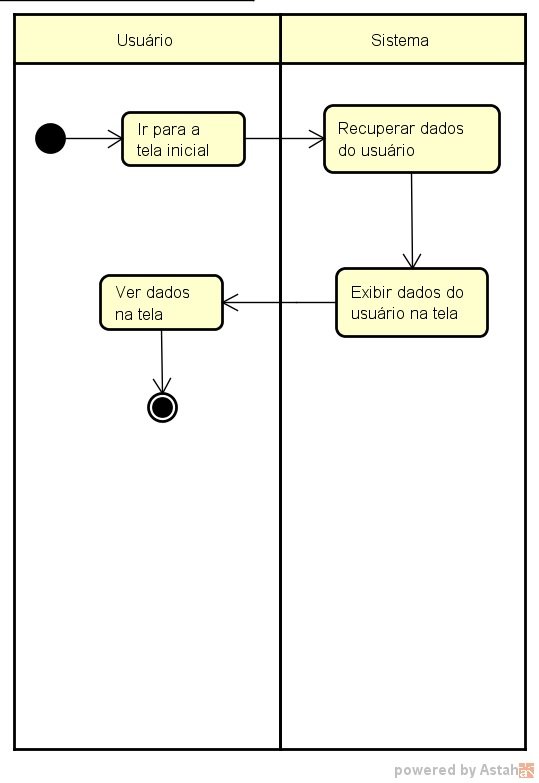 Usuário
Sistema
Ir para a
tela inicial
Recuperar dados
do usuário
Ver dados
na tela
Exibir dados do
usuário na tela
powered by Astah